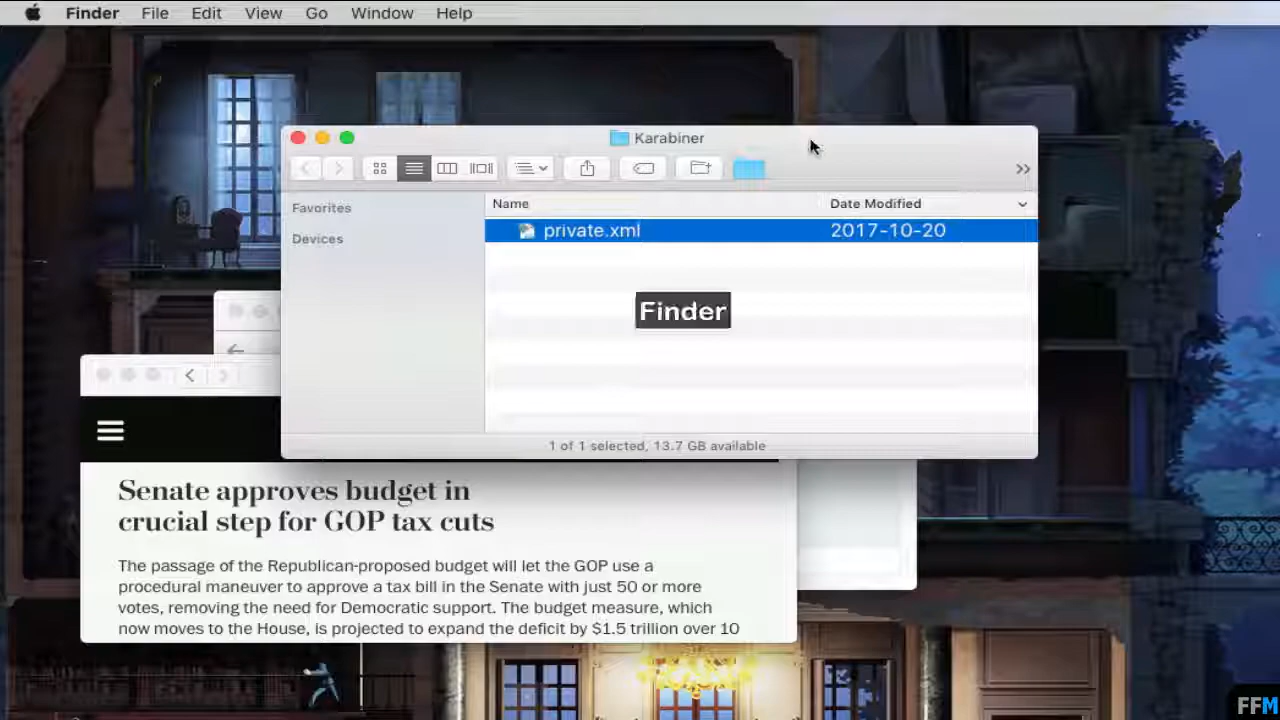 Finder File Edit View Go Window Help
Karabiner
Favorites
Devices
Name Date Modified
private.xml 2017-10-20
Finder
1 of 1 selected, 13.7 GB available
Senate approves budget in
crucial step for GOP tax cuts
The passage of the Republican-proposed budget will let the GOP use a
procedural maneuver to approve a tax bill in the Senate with just 50 or more
votes, removing the need for Democratic support. The budget measure, which
now moves to the House, is projected to expand the deficit by $1.5 trillion over 10
FFM